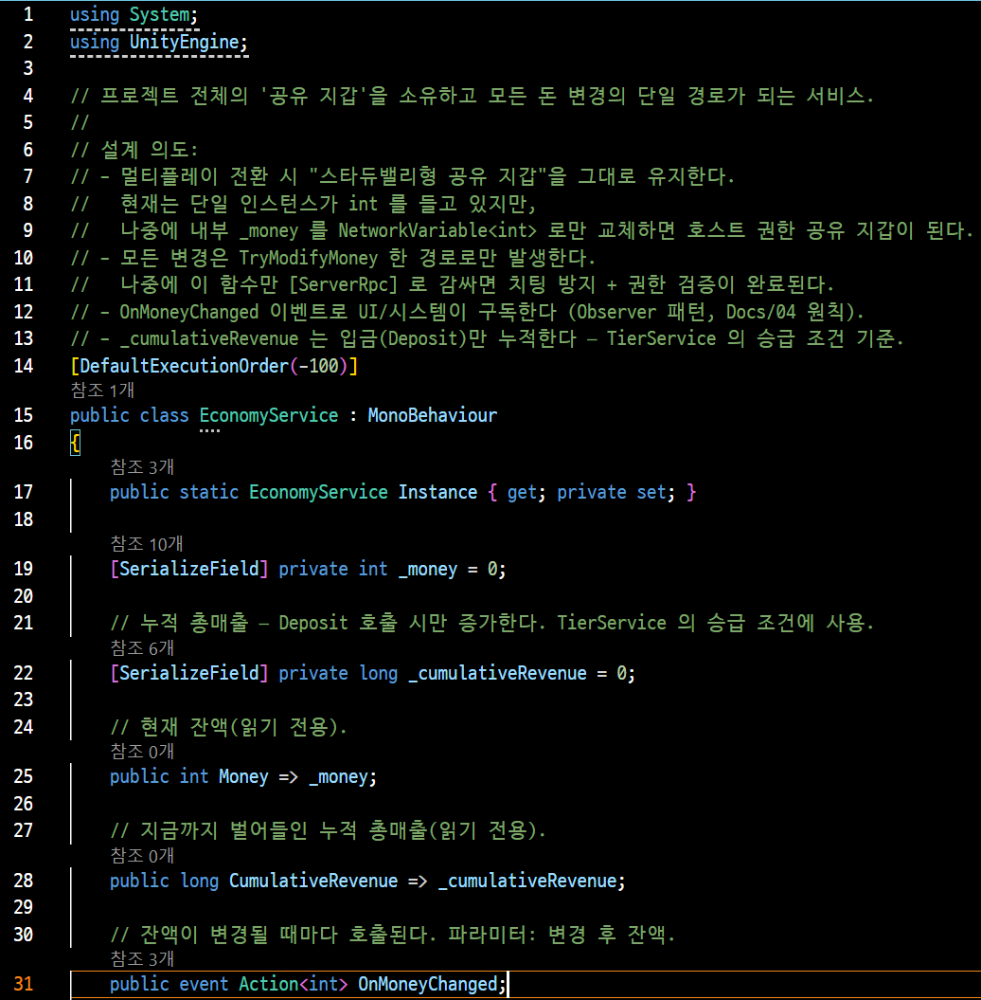 1 using System;
2 using UnityEngine;
3
4 // 프로젝트 전체의 '공유 지갑'을 소유하고 모든 돈 변경의 단일 경로가 되는 서비스.
5 //
6 // 설계 의도:
7 // - 멀티플레이 전환 시 "스타듀밸리형 공유 지갑"을 그대로 유지한다.
8 //   현재는 단일 인스턴스가 int 를 들고 있지만,
9 //   나중에 내부 _money 를 NetworkVariable<int> 로만 교체하면 호스트 권한 공유 지갑이 된다.
10 // - 모든 변경은 TryModifyMoney 한 경로로만 발생한다.
11 //   나중에 이 함수만 [ServerRpc] 로 감싸면 치팅 방지 + 권한 검증이 완료된다.
12 // - OnMoneyChanged 이벤트로 UI/시스템이 구독한다 (Observer 패턴, Docs/04 원칙).
13 // - _cumulativeRevenue 는 입금(Deposit)만 누적한다 — TierService 의 승급 조건 기준.
14 [DefaultExecutionOrder(-100)]
참조 1개
15 public class EconomyService : MonoBehaviour
16 {
참조 3개
17     public static EconomyService Instance { get; private set; }
18
참조 10개
19     [SerializeField] private int _money = 0;
20
21     // 누적 총매출 — Deposit 호출 시만 증가한다. TierService 의 승급 조건에 사용.
참조 6개
22     [SerializeField] private long _cumulativeRevenue = 0;
23
24     // 현재 잔액(읽기 전용).
참조 0개
25     public int Money => _money;
26
27     // 지금까지 벌어들인 누적 총매출(읽기 전용).
참조 0개
28     public long CumulativeRevenue => _cumulativeRevenue;
29
30     // 잔액이 변경될 때마다 호출된다. 파라미터: 변경 후 잔액.
참조 3개
31     public event Action<int> OnMoneyChanged;